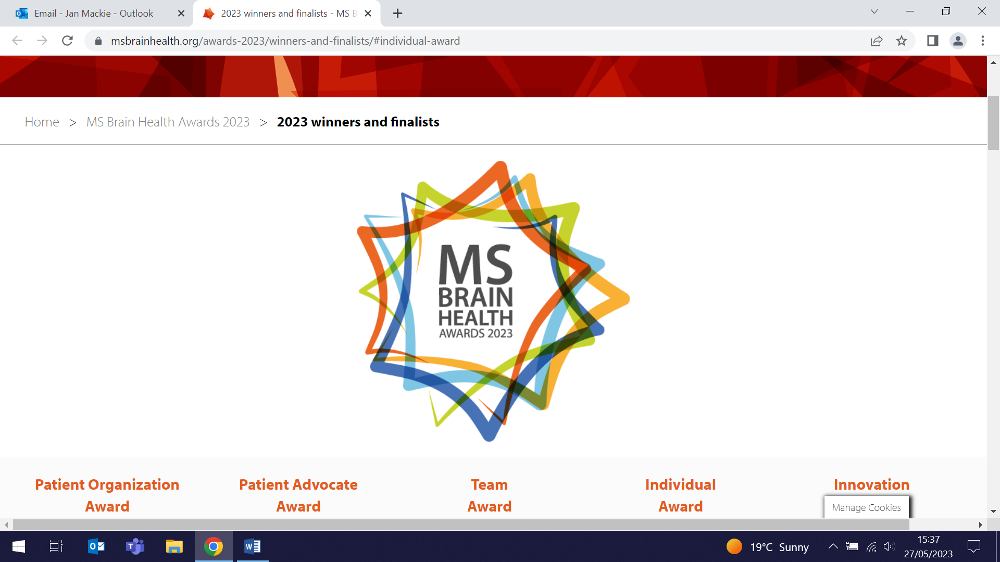 Email - Jan Mackie - Outlook
2023 winners and finalists - MS
msbrainhealth.org/awards-2023/winners-and-finalists/#individual-award
Home > MS Brain Health Awards 2023 > 2023 winners and finalists
MS
BRAIN
HEALTH
AWARDS 2023
Patient Organization
Award
Patient Advocate
Award
Team
Award
Individual
Award
Innovation
Manage Cookies
19°C Sunny
15:37
27/05/2023